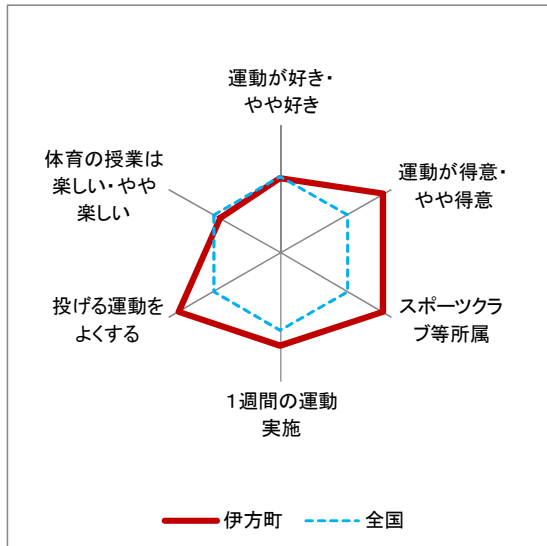 運動が好き・
やや好き
運動が得意・
やや得意
スポーツクラ
ブ等所属
1週間の運動
実施
投げる運動を
よくする
体育の授業は
楽しい・やや
楽しい
伊方町
全国